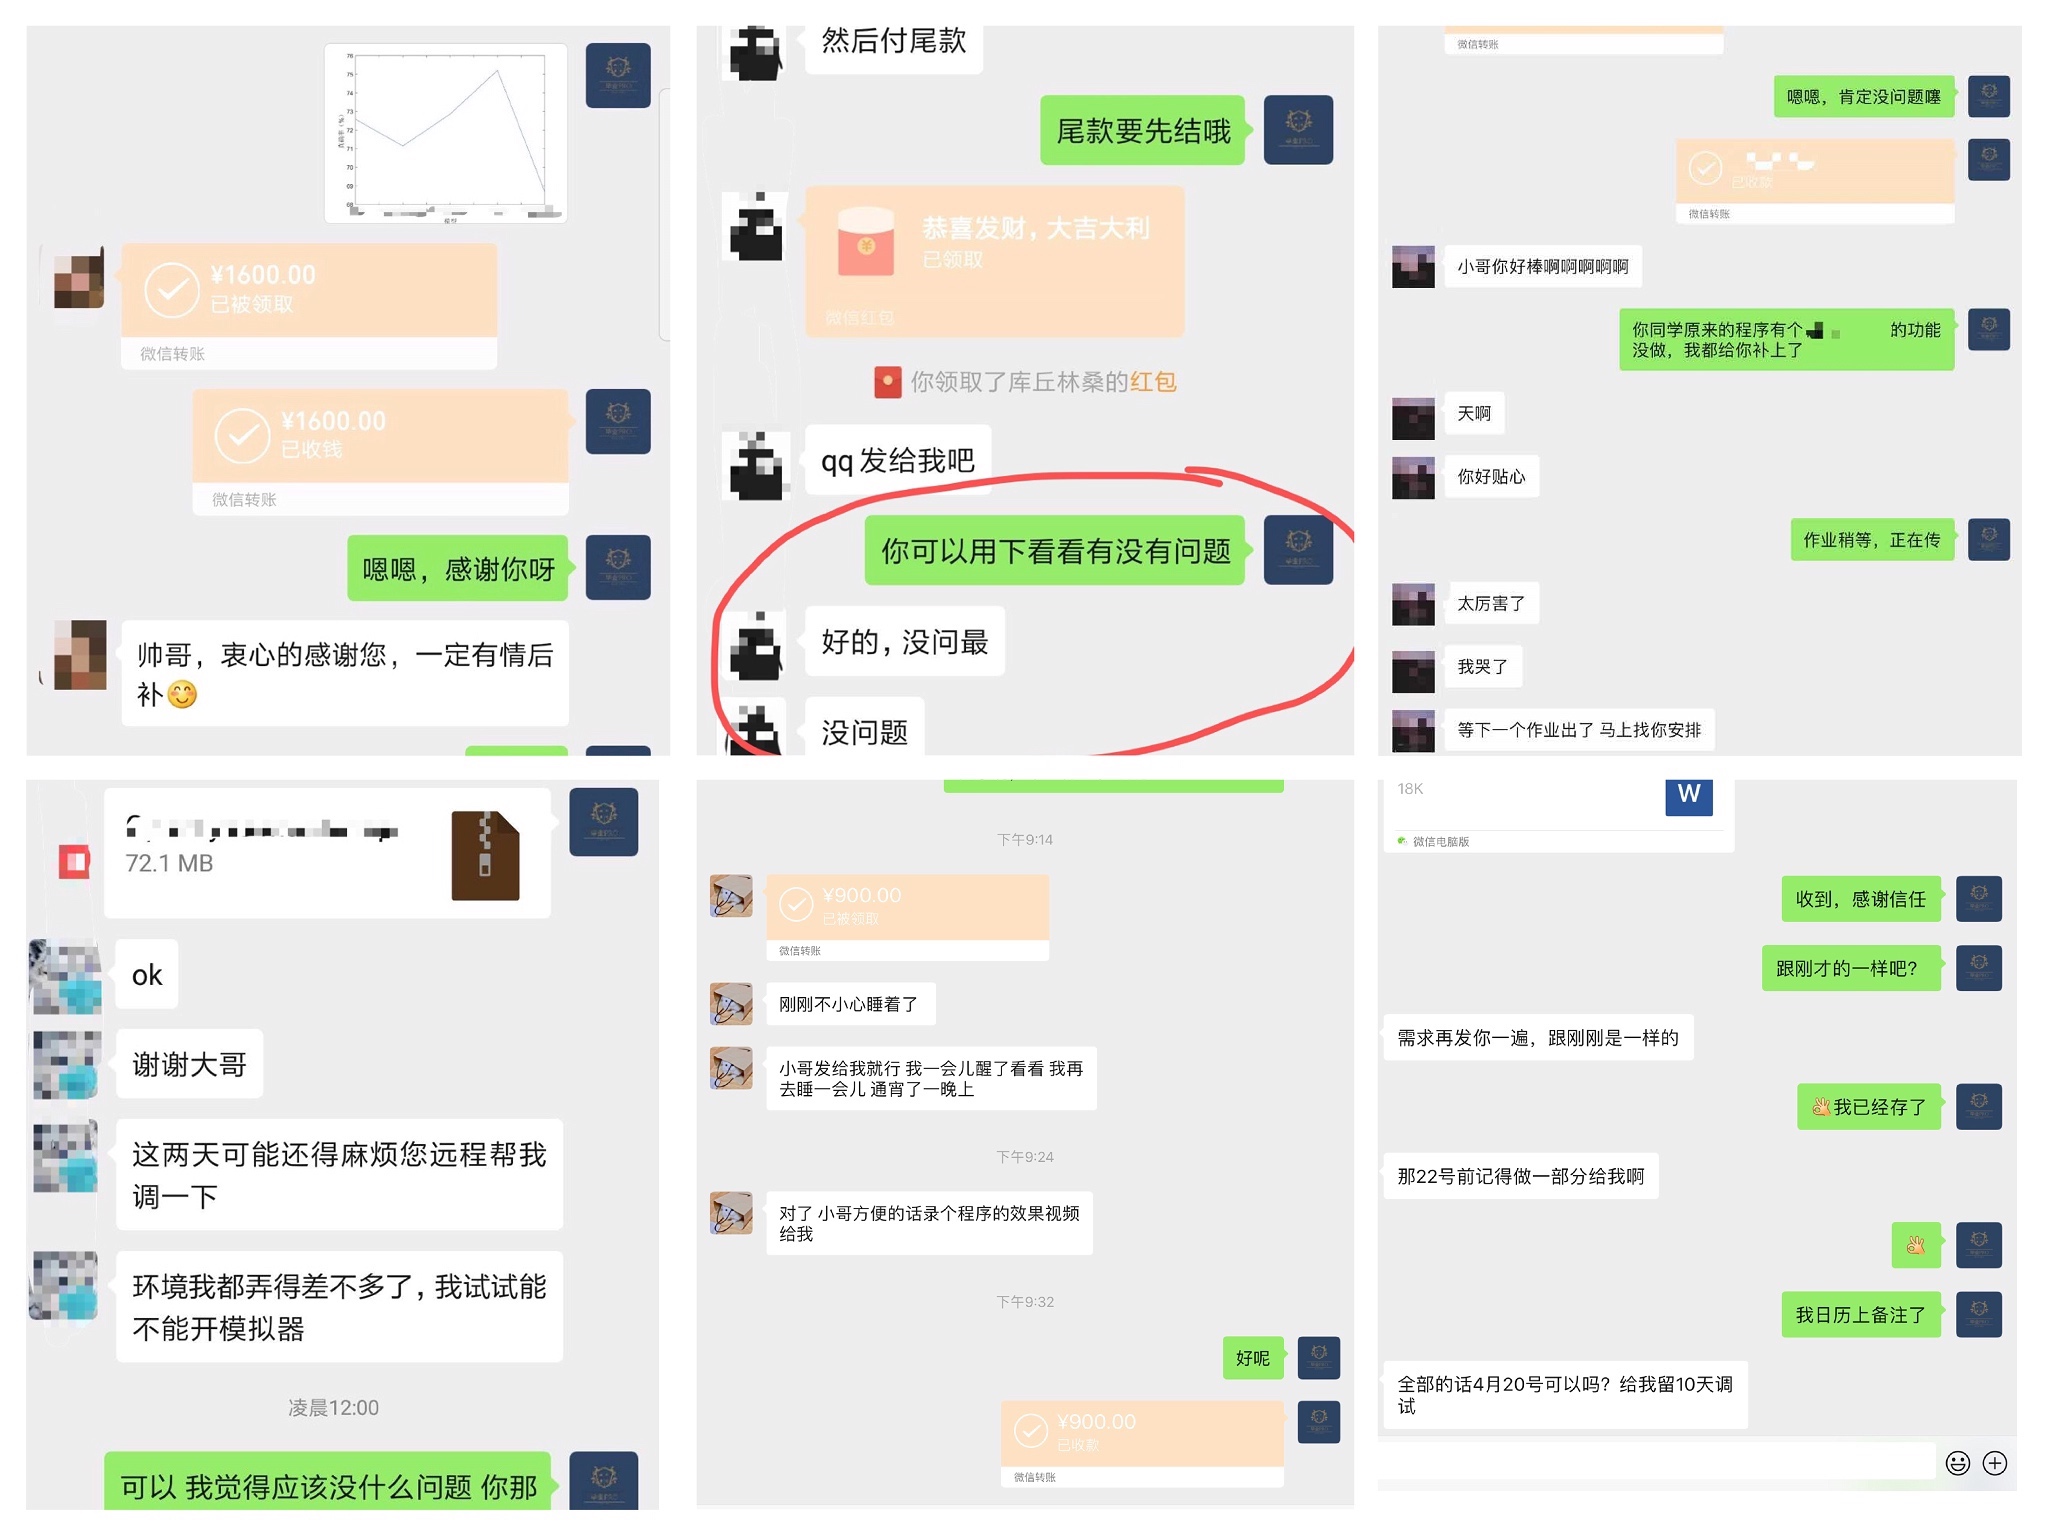 76
75
74
73
72
71
70
69
68
¥1600.00
已被领取
微信转账
¥1600.00
已收钱
微信转账
嗯嗯，感谢你呀
帅哥，衷心的感谢您，一定有情后
补😊
然后付尾款
尾款要先结哦
恭喜发财，大吉大利
已领取
微信红包
你领取了库丘林桑的红包
qq发给我吧
你可以用下看看有没有问题
好的，没问最
没问题
微信转账
嗯嗯，肯定没问题噻
已收款
微信转账
小哥你好棒啊啊啊啊啊
你同学原来的程序有个 的功能
没做，我都给你补上了
天啊
你好贴心
作业稍等，正在传
太厉害了
我哭了
等下一个作业出了 马上找你安排
72.1 MB
ok
谢谢大哥
这两天可能还得麻烦您远程帮我
调一下
环境我都弄得差不多了，我试试能
不能开模拟器
凌晨12:00
可以 我觉得应该没什么问题 你那
下午9:14
¥900.00
已被领取
微信转账
刚刚不小心睡着了
小哥发给我就行 我一会儿醒了看看 我再
去睡一会儿 通宵了一晚上
下午9:24
对了 小哥方便的话录个程序的效果视频
给我
下午9:32
好呢
¥900.00
已收款
微信转账
18K
W
微信电脑版
收到，感谢信任
跟刚才的一样吧？
需求再发你一遍，跟刚刚是一样的
👌我已经存了
那22号前记得做一部分给我啊
👌
我日历上备注了
全部的话4月20号可以吗？给我留10天调
试